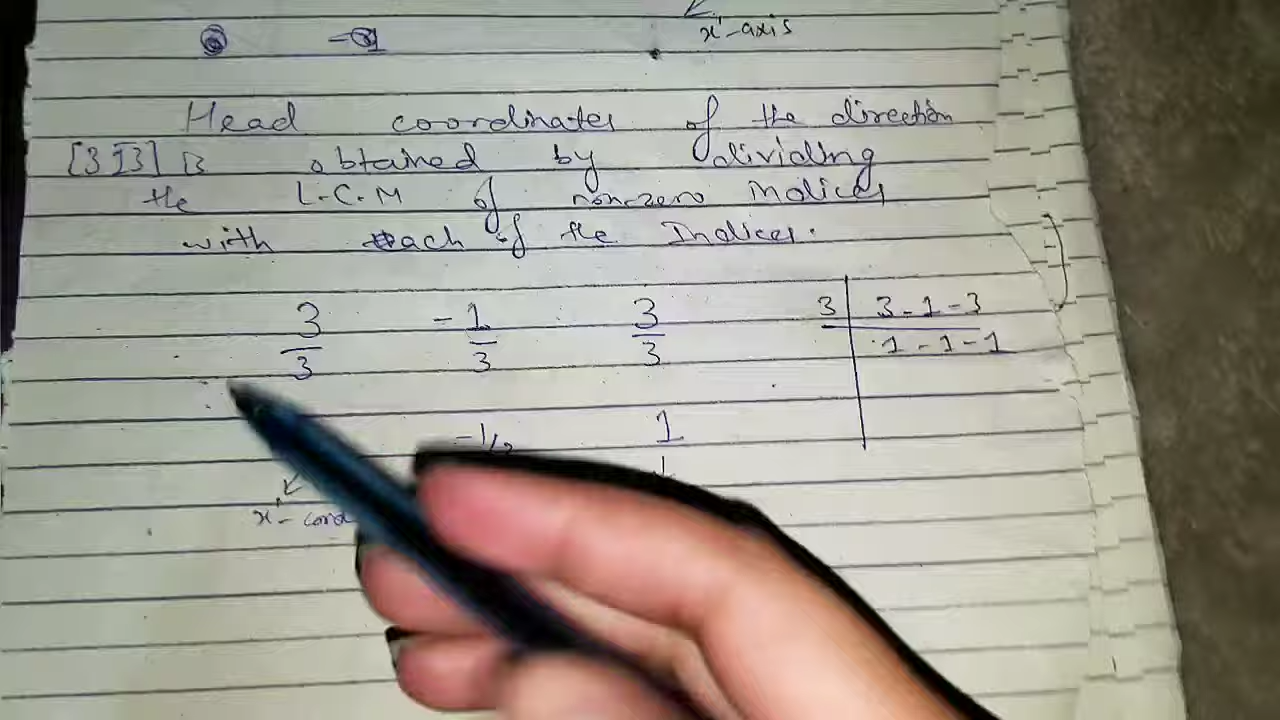 x'-axis
Head coordinates of the direction
[3 1̅ 3] is obtained by dividing
the L.C.M of non-zero indices
with each of the Indices.
3/3 -1/3 3/3
3 | 3 - 1 - 3
1 - 1 - 1
1